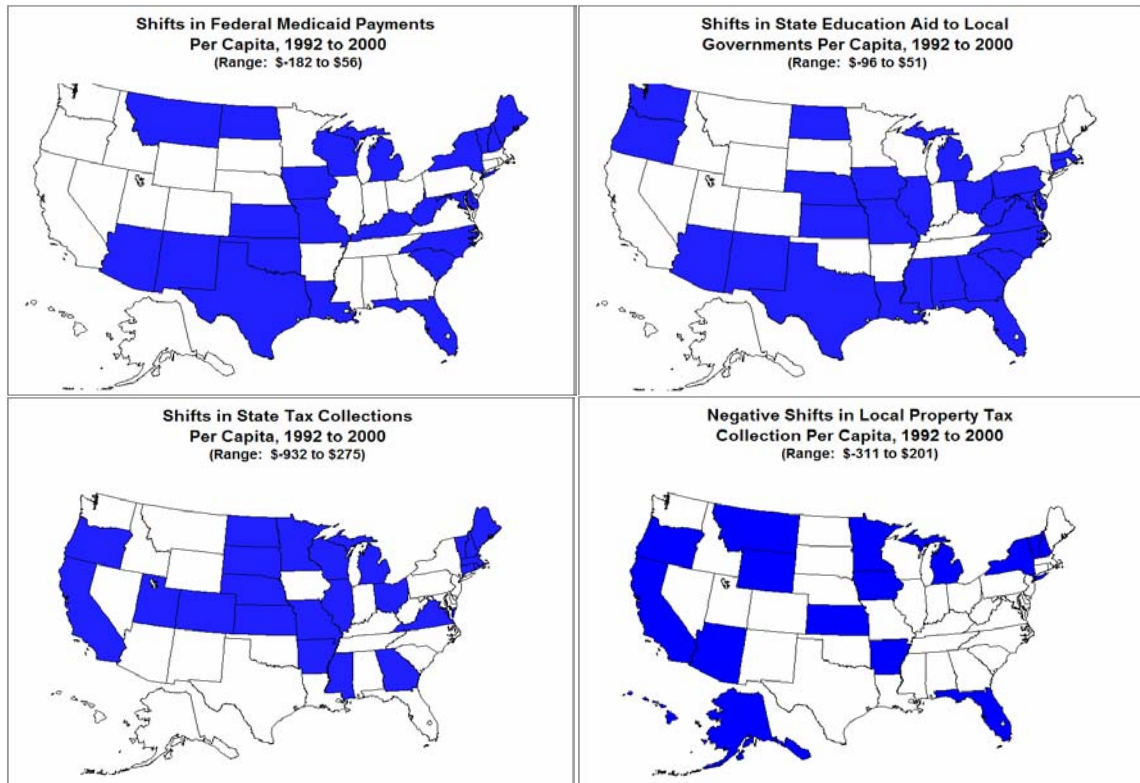 Shifts in Federal Medicaid Payments
Per Capita, 1992 to 2000
(Range: $-182 to $56)
Shifts in State Education Aid to Local
Governments Per Capita, 1992 to 2000
(Range: $-96 to $51)
Shifts in State Tax Collections
Per Capita, 1992 to 2000
(Range: $-932 to $275)
Negative Shifts in Local Property Tax
Collection Per Capita, 1992 to 2000
(Range: $-311 to $201)